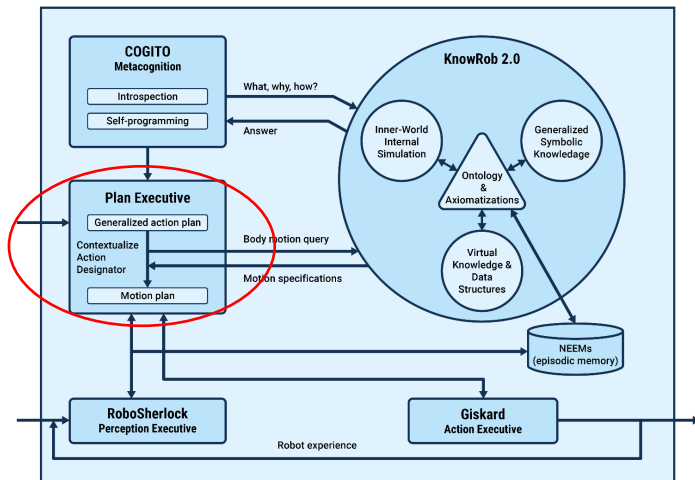 COGITO
Metacognition
Introspection
Self-programming
What, why, how?
Answer
KnowRob 2.0
Inner-World
Internal
Simulation
Generalized
Symbolic
Knowledage
Ontology
&
Axiomatizations
Virtual
Knowledge &
Data
Structures
Plan Executive
Generalized action plan
Contextualize
Action
Designator
Motion plan
Body motion query
Motion specifications
NEEMs
(episodic memory)
RoboSherlock
Perception Executive
Giskard
Action Executive
Robot experience